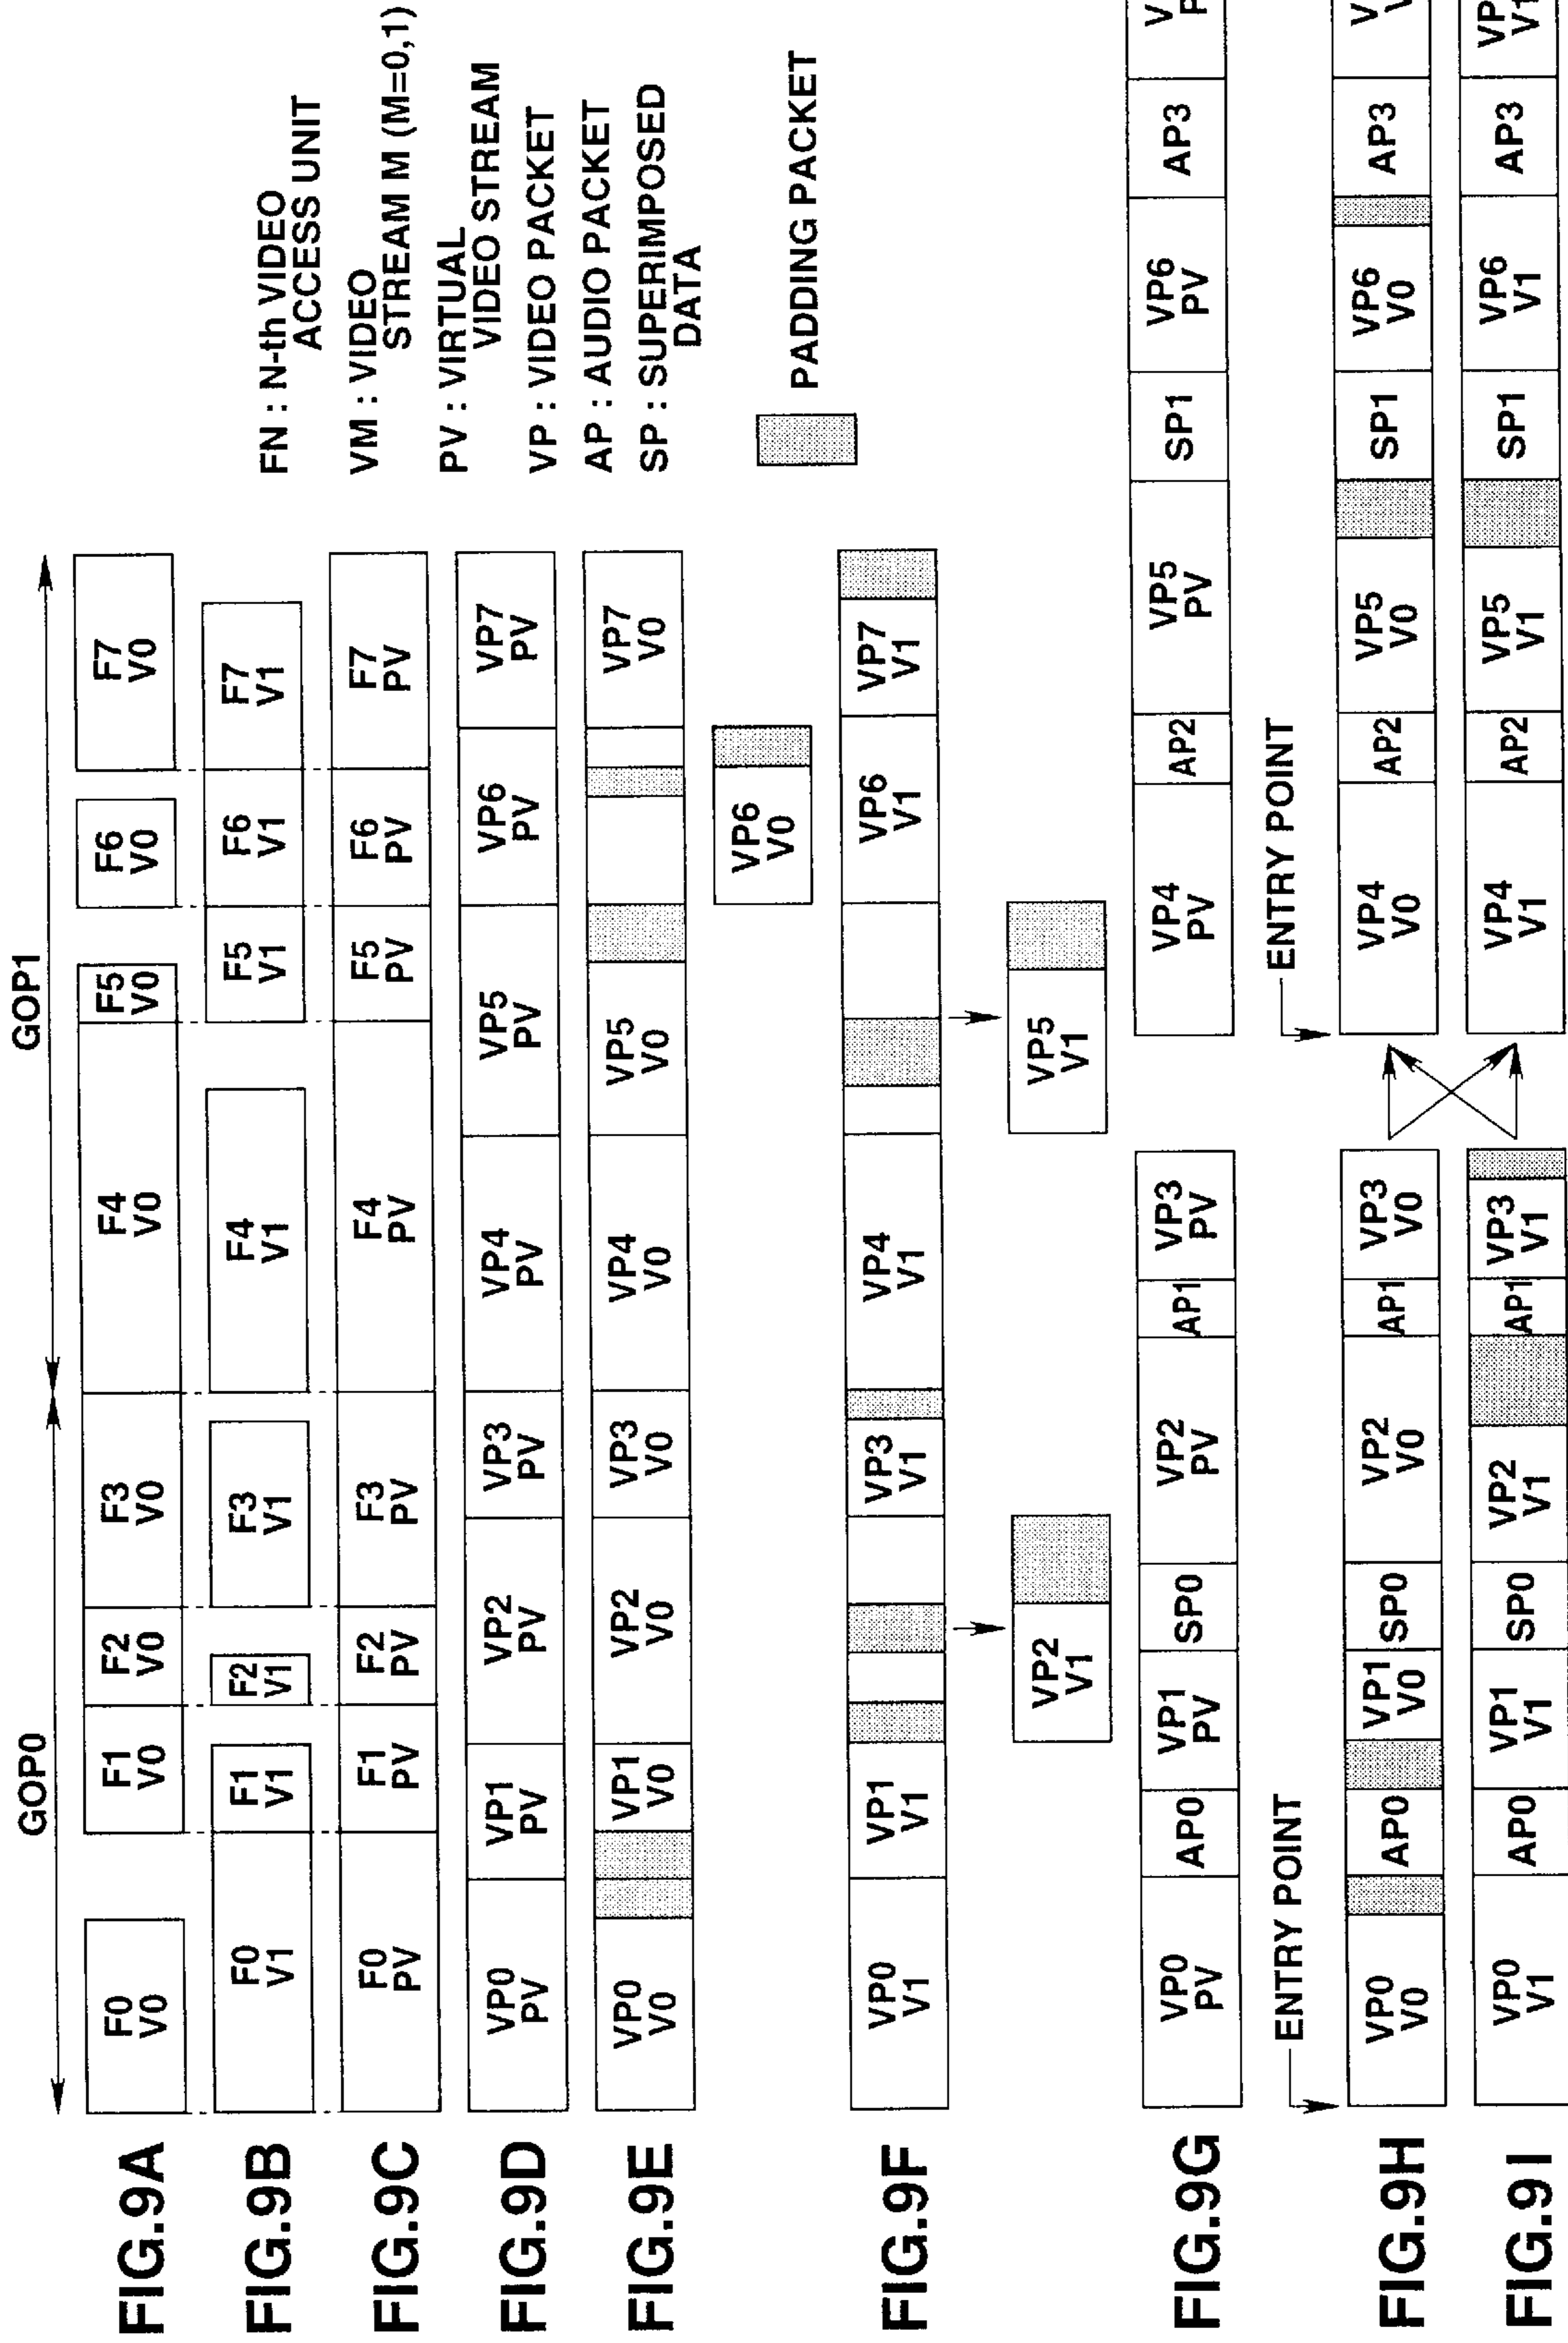 GOP0
GOP1
FIG.9A
F0
V0
F1
V0
F2
V0
F3
V0
F4
V0
F5
V0
F6
V0
F7
V0
FIG.9B
F0
V1
F1
V1
F2
V1
F3
V1
F4
V1
F5
V1
F6
V1
F7
V1
FIG.9C
F0
PV
F1
PV
F2
PV
F3
PV
F4
PV
F5
PV
F6
PV
F7
PV
FIG.9D
VP0
PV
VP1
PV
VP2
PV
VP3
PV
VP4
PV
VP5
PV
VP6
PV
VP7
PV
FIG.9E
VP0
V0
VP1
V0
VP2
V0
VP3
V0
VP4
V0
VP5
V0
VP7
V0
VP6
V0
FN : N-th VIDEO
ACCESS UNIT
VM : VIDEO
STREAM M (M=0,1)
PV : VIRTUAL
VIDEO STREAM
VP : VIDEO PACKET
AP : AUDIO PACKET
SP : SUPERIMPOSED
DATA
PADDING PACKET
FIG.9F
VP0
V1
VP1
V1
VP3
V1
VP4
V1
VP6
V1
VP7
V1
VP2
V1
VP5
V1
FIG.9G
VP0
PV
AP0
VP1
PV
SP0
VP2
PV
AP1
VP3
PV
VP4
PV
AP2
VP5
PV
SP1
VP6
PV
AP3
V
P
ENTRY POINT
ENTRY POINT
FIG.9H
VP0
V0
AP0
VP1
V0
SP0
VP2
V0
AP1
VP3
V0
VP4
V0
AP2
VP5
V0
SP1
VP6
V0
AP3
V
V
FIG.9I
VP0
V1
AP0
VP1
V1
SP0
VP2
V1
AP1
VP3
V1
VP4
V1
AP2
VP5
V1
SP1
VP6
V1
AP3
VP
V1